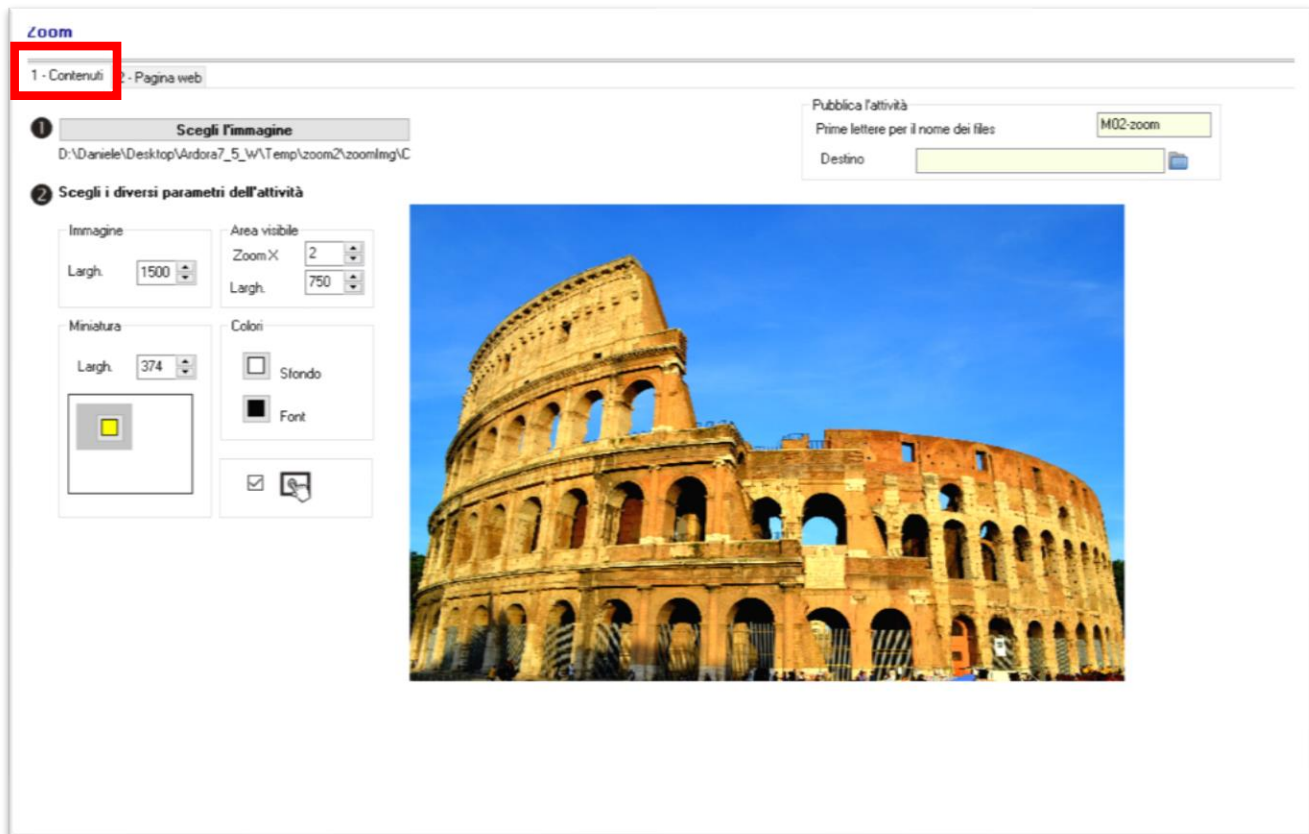 Zoom
1 - Contenuti
2 - Pagina web
1 Scegli l'immagine
D:\Daniele\Desktop\Ardora7_5_W\Temp\zoom2\zoomImg\C
Pubblica l'attività
Prime lettere per il nome dei files M02-zoom
Destino
2 Scegli i diversi parametri dell'attività
Immagine
Largh. 1500
Area visibile
Zoom X 2
Largh. 750
Miniatura
Largh. 374
Colori
Sfondo
Font